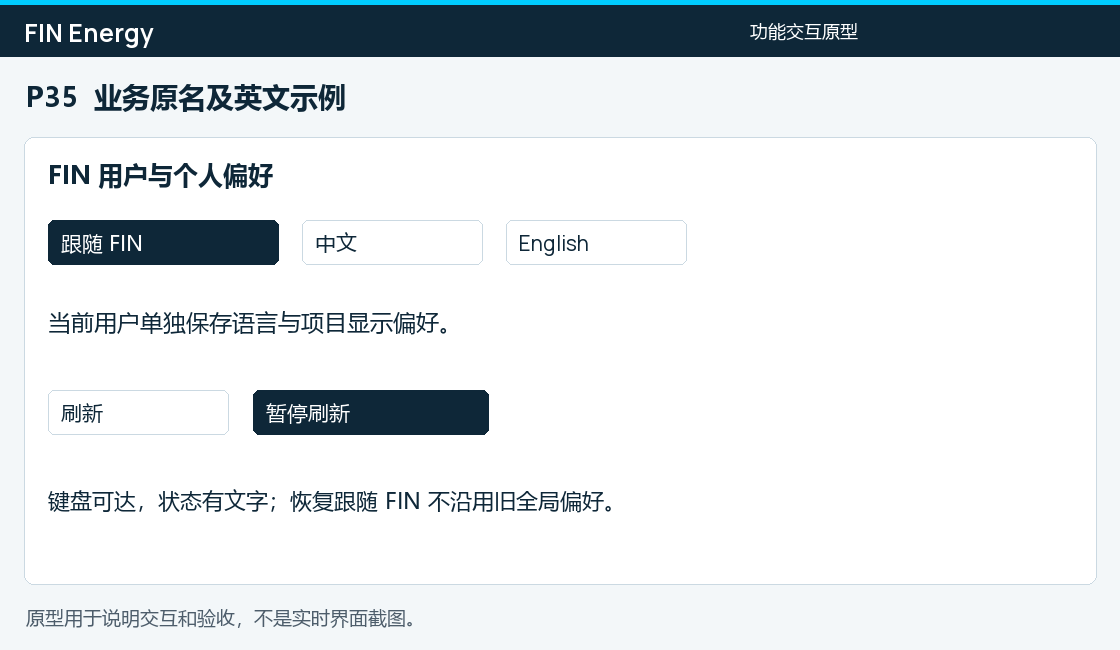 FIN Energy
功能交互原型
P35 业务原名及英文示例
FIN 用户与个人偏好
跟随 FIN
中文
English
当前用户单独保存语言与项目显示偏好。
刷新
暂停刷新
键盘可达，状态有文字；恢复跟随 FIN 不沿用旧全局偏好。
原型用于说明交互和验收，不是实时界面截图。